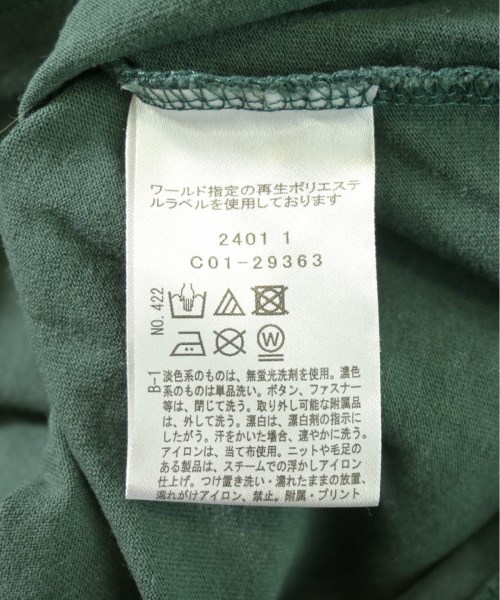 ワールド指定の再生ポリエステ
ルラベルを使用しております
2401 1
C01-29363
NO. 422
W
B-1
淡色系のものは、無蛍光洗剤を使用。濃色
系のものは単品洗い。ボタン、ファスナー
等は、閉じて洗う。取り外し可能な附属品
は、外して洗う。漂白は、漂白剤の指示に
したがう。汗をかいた場合、速やかに洗う。
アイロンは、当て布使用。ニットや毛足の
ある製品は、スチームでの浮かしアイロン
仕上げ。つけ置き洗い・濡れたままの放置、
濡れがけアイロン、禁止。附属・プリント